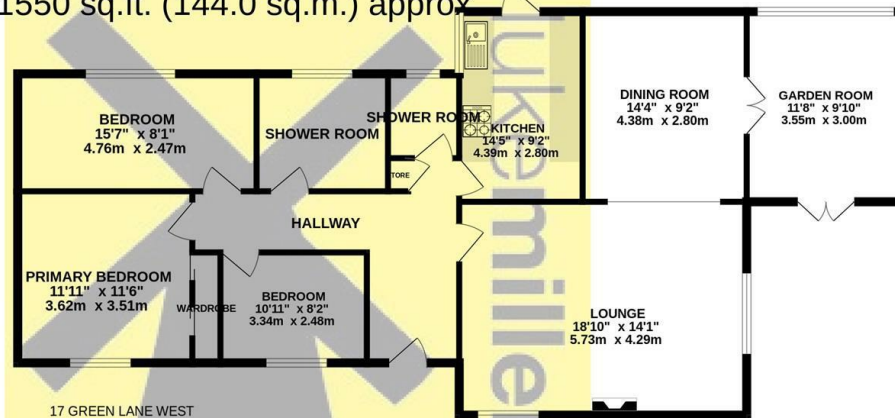 1550 sq.ft. (144.0 sq.m.) approx
BEDROOM
15'7" x 8'1"
4.76m x 2.47m
SHOWER ROOM
SHOWER ROOM
KITCHEN
14'5" x 9'2"
4.39m x 2.80m
DINING ROOM
14'4" x 9'2"
4.38m x 2.80m
GARDEN ROOM
11'8" x 9'10"
3.55m x 3.00m
TORE
HALLWAY
PRIMARY BEDROOM
11'11" x 11'6"
3.62m x 3.51m
WARDROBE
BEDROOM
10'11" x 8'2"
3.34m x 2.48m
LOUNGE
18'10" x 14'1"
5.73m x 4.29m
17 GREEN LANE WEST
luke mille